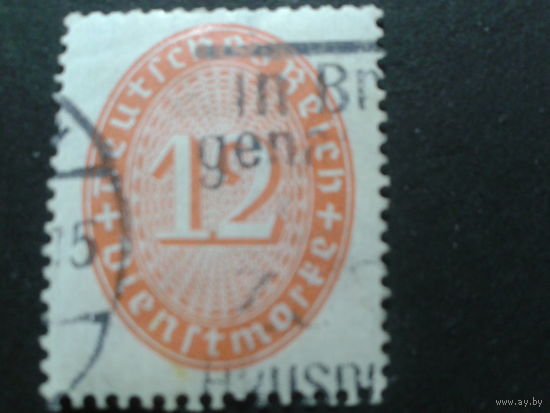 Deutsches Reich
12
+ Dienstmarke +
in Br
gen
15
www.ay.by